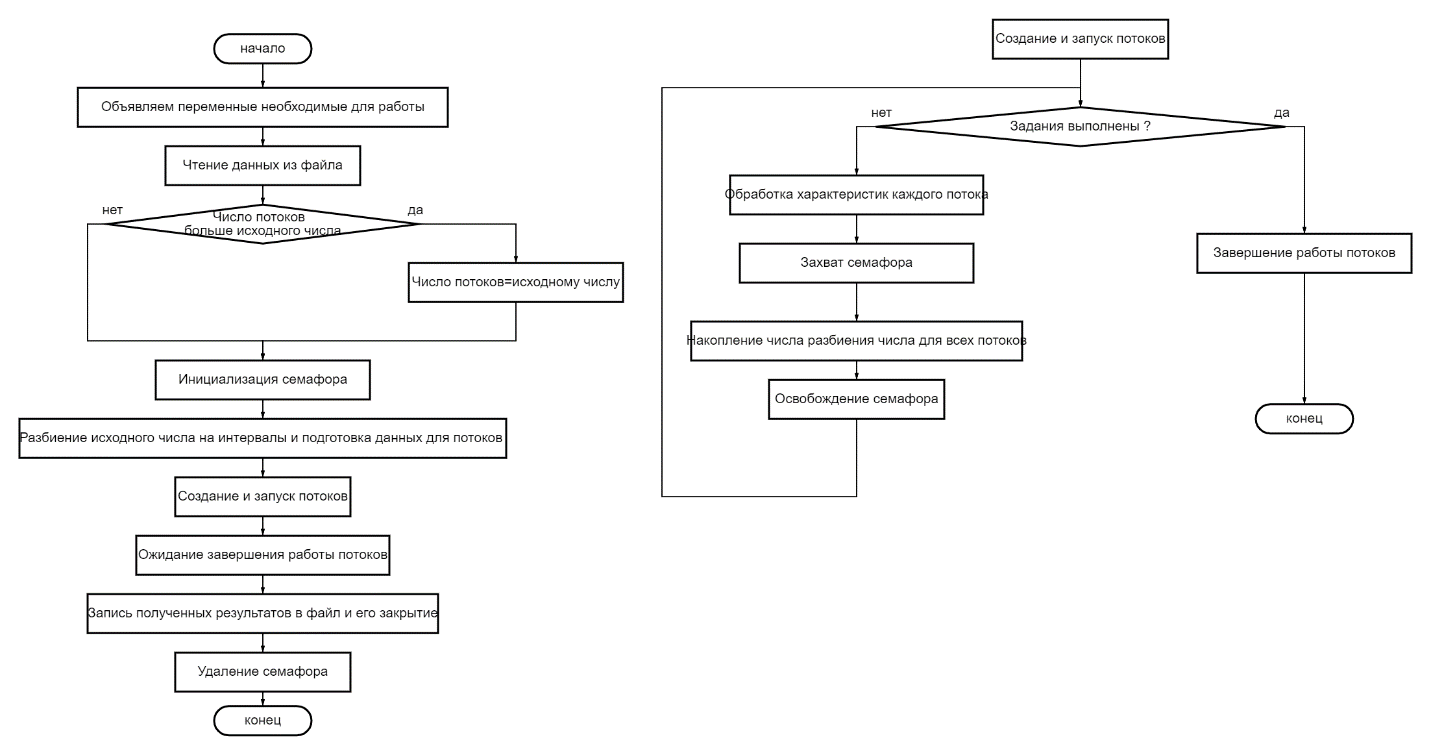 начало
Объявляем переменные необходимые для работы
Чтение данных из файла
нет
да
Число потоков
больше исходного числа
Число потоков=исходному числу
Инициализация семафора
Разбиение исходного числа на интервалы и подготовка данных для потоков
Создание и запуск потоков
Ожидание завершения работы потоков
Запись полученных результатов в файл и его закрытие
Удаление семафора
конец
Создание и запуск потоков
нет
да
Задания выполнены ?
Обработка характеристик каждого потока
Захват семафора
Накопление числа разбиения числа для всех потоков
Освобождение семафора
Завершение работы потоков
конец